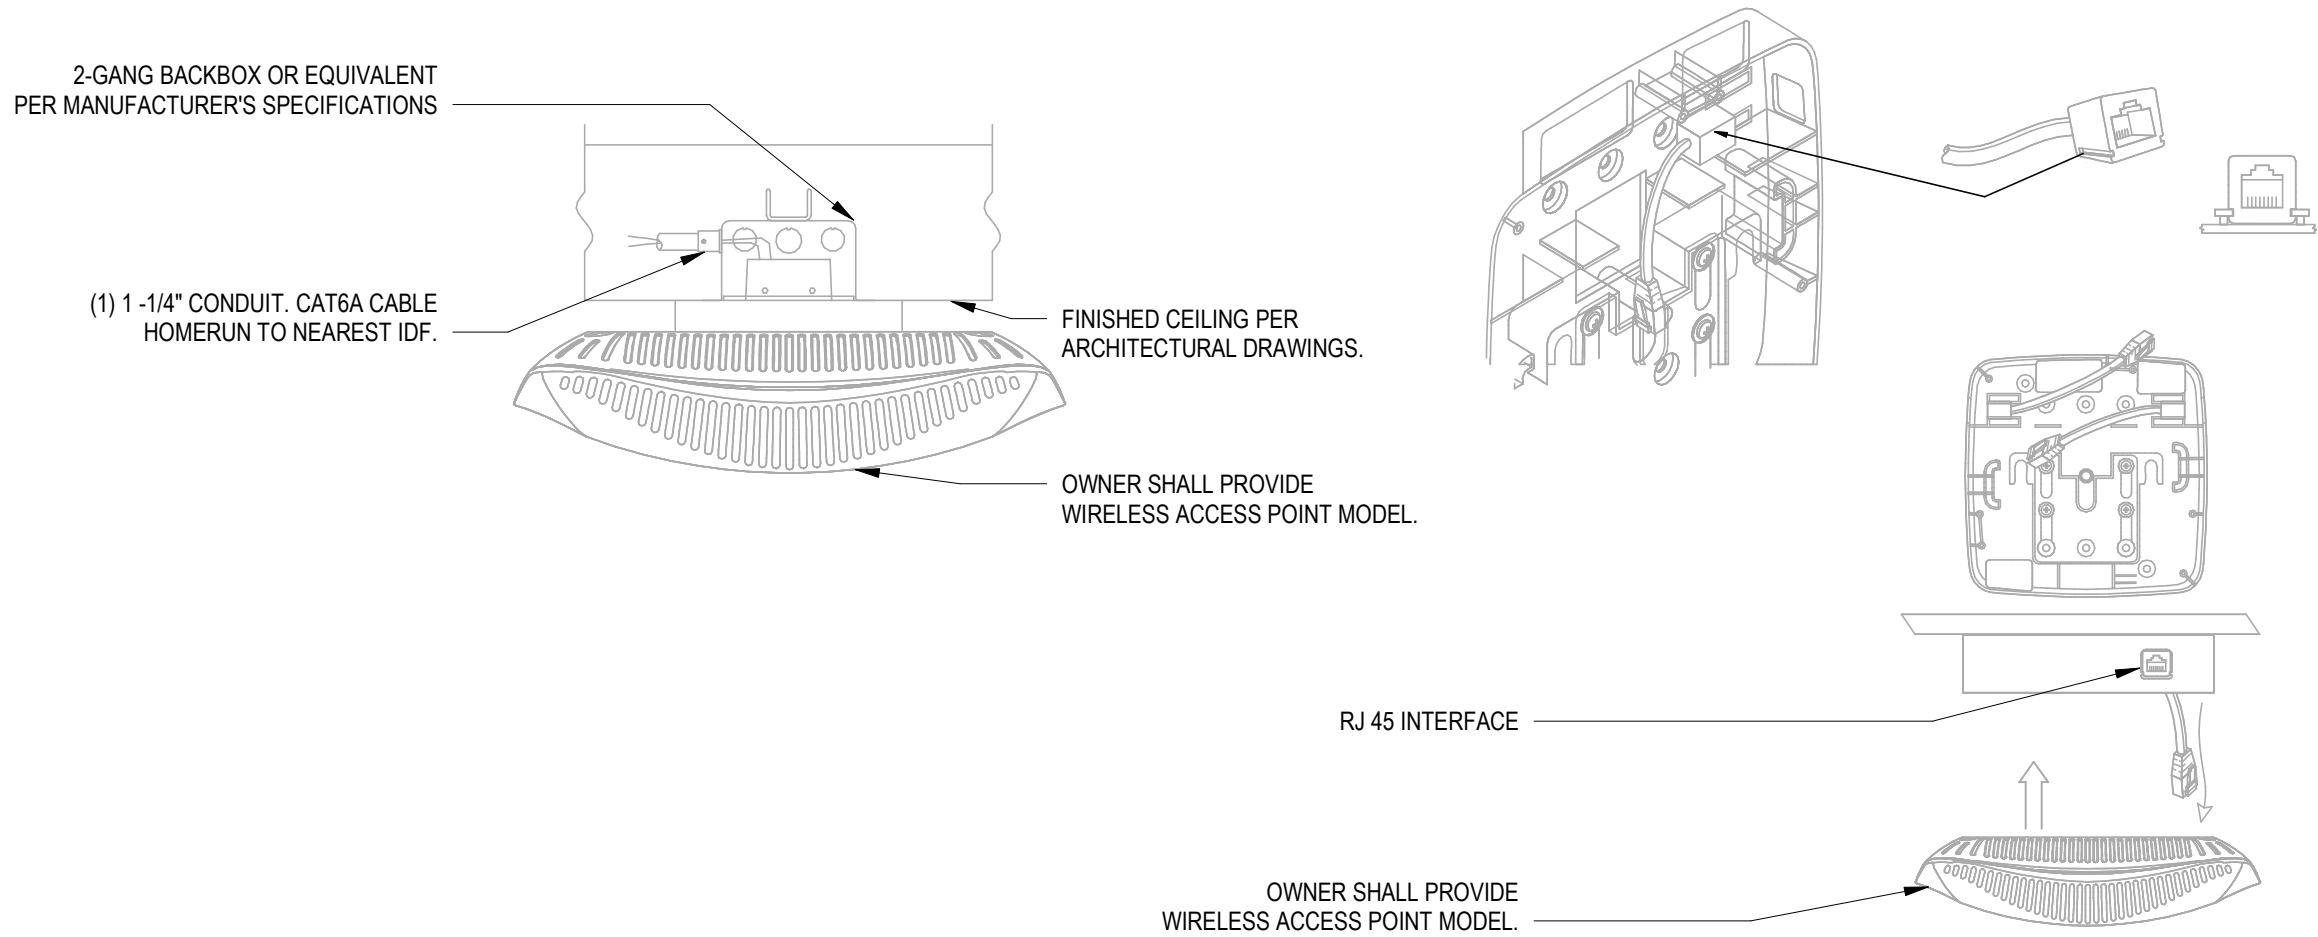 2-GANG BACKBOX OR EQUIVALENT
PER MANUFACTURER'S SPECIFICATIONS
(1) 1 -1/4" CONDUIT. CAT6A CABLE
HOMERUN TO NEAREST IDF.
FINISHED CEILING PER
ARCHITECTURAL DRAWINGS.
OWNER SHALL PROVIDE
WIRELESS ACCESS POINT MODEL.
RJ 45 INTERFACE
OWNER SHALL PROVIDE
WIRELESS ACCESS POINT MODEL.